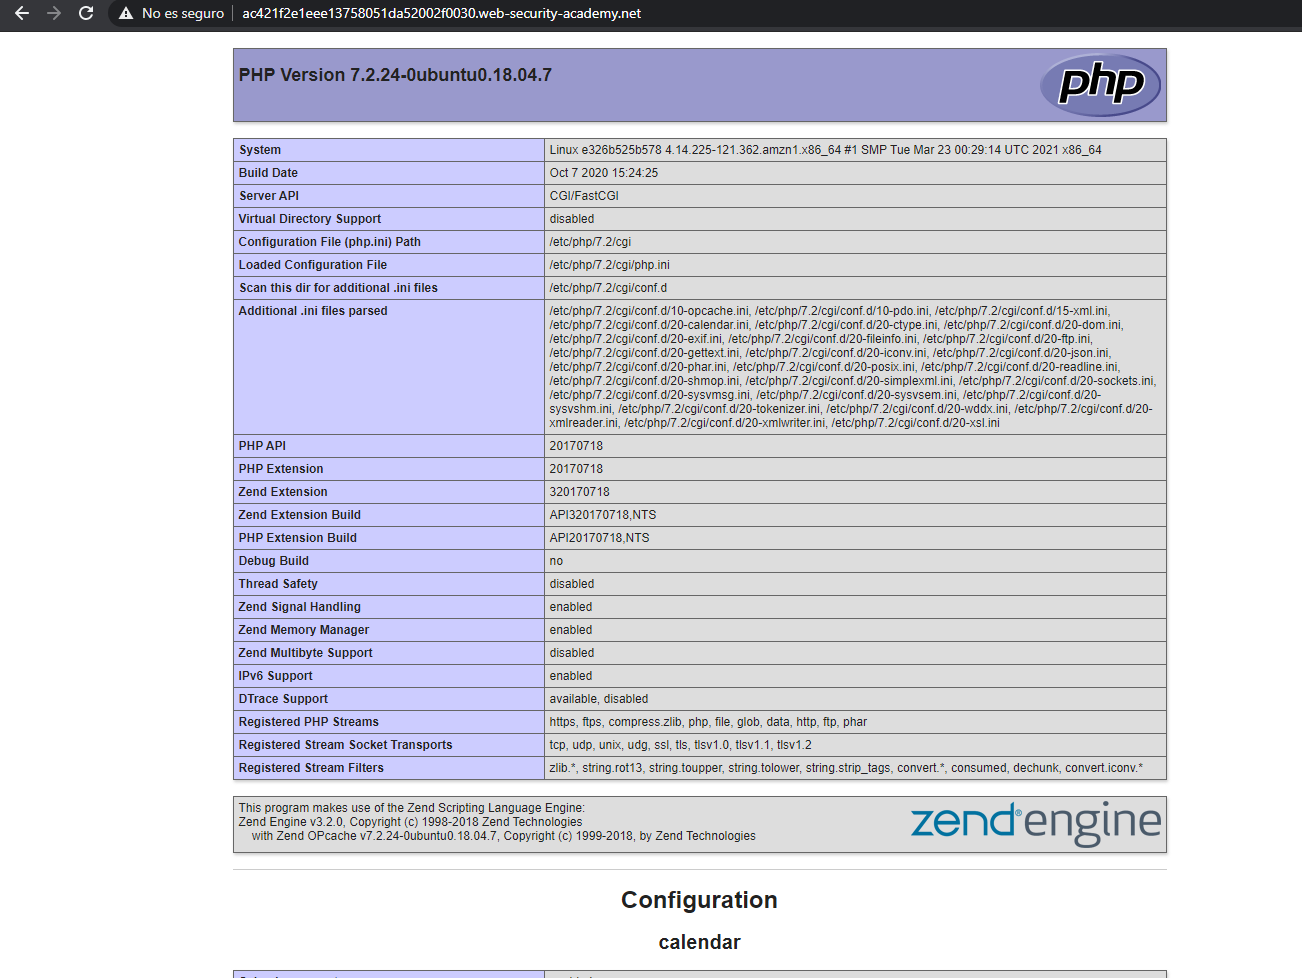 No es seguro
ac421f2e1eee13758051da52002f0030.web-security-academy.net
PHP Version 7.2.24-0ubuntu0.18.04.7
php
System Linux e326b525b578 4.14.225-121.362.amzn1.x86_64 #1 SMP Tue Mar 23 00:29:14 UTC 2021 x86_64
Build Date Oct 7 2020 15:24:25
Server API CGI/FastCGI
Virtual Directory Support disabled
Configuration File (php.ini) Path /etc/php/7.2/cgi
Loaded Configuration File /etc/php/7.2/cgi/php.ini
Scan this dir for additional .ini files /etc/php/7.2/cgi/conf.d
Additional .ini files parsed /etc/php/7.2/cgi/conf.d/10-opcache.ini, /etc/php/7.2/cgi/conf.d/10-pdo.ini, /etc/php/7.2/cgi/conf.d/15-xml.ini,
/etc/php/7.2/cgi/conf.d/20-calendar.ini, /etc/php/7.2/cgi/conf.d/20-ctype.ini, /etc/php/7.2/cgi/conf.d/20-dom.ini,
/etc/php/7.2/cgi/conf.d/20-exif.ini, /etc/php/7.2/cgi/conf.d/20-fileinfo.ini, /etc/php/7.2/cgi/conf.d/20-ftp.ini,
/etc/php/7.2/cgi/conf.d/20-gettext.ini, /etc/php/7.2/cgi/conf.d/20-iconv.ini, /etc/php/7.2/cgi/conf.d/20-json.ini,
/etc/php/7.2/cgi/conf.d/20-phar.ini, /etc/php/7.2/cgi/conf.d/20-posix.ini, /etc/php/7.2/cgi/conf.d/20-readline.ini,
/etc/php/7.2/cgi/conf.d/20-shmop.ini, /etc/php/7.2/cgi/conf.d/20-simplexml.ini, /etc/php/7.2/cgi/conf.d/20-sockets.ini,
/etc/php/7.2/cgi/conf.d/20-sysvmsg.ini, /etc/php/7.2/cgi/conf.d/20-sysvsem.ini, /etc/php/7.2/cgi/conf.d/20-
sysvshm.ini, /etc/php/7.2/cgi/conf.d/20-tokenizer.ini, /etc/php/7.2/cgi/conf.d/20-wddx.ini, /etc/php/7.2/cgi/conf.d/20-
xmlreader.ini, /etc/php/7.2/cgi/conf.d/20-xmlwriter.ini, /etc/php/7.2/cgi/conf.d/20-xsl.ini
PHP API 20170718
PHP Extension 20170718
Zend Extension 320170718
Zend Extension Build API320170718,NTS
PHP Extension Build API20170718,NTS
Debug Build no
Thread Safety disabled
Zend Signal Handling enabled
Zend Memory Manager enabled
Zend Multibyte Support disabled
IPv6 Support enabled
DTrace Support available, disabled
Registered PHP Streams https, ftps, compress.zlib, php, file, glob, data, http, ftp, phar
Registered Stream Socket Transports tcp, udp, unix, udg, ssl, tls, tlsv1.0, tlsv1.1, tlsv1.2
Registered Stream Filters zlib.*, string.rot13, string.toupper, string.tolower, string.strip_tags, convert.*, consumed, dechunk, convert.iconv.*
This program makes use of the Zend Scripting Language Engine:
Zend Engine v3.2.0, Copyright (c) 1998-2018 Zend Technologies
with Zend OPcache v7.2.24-0ubuntu0.18.04.7, Copyright (c) 1999-2018, by Zend Technologies
zend® engine
Configuration
calendar